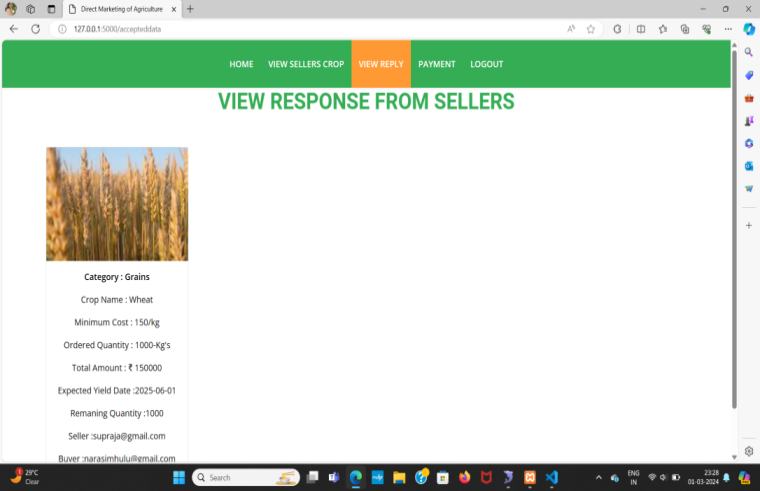 Direct Marketing of Agriculture
127.0.0.1:5000/accepteddata
HOME VIEW SELLERS CROP VIEW REPLY PAYMENT LOGOUT
VIEW RESPONSE FROM SELLERS
Category : Grains
Crop Name : Wheat
Minimum Cost : 150/kg
Ordered Quantity : 1000-Kg's
Total Amount : ₹ 150000
Expected Yield Date :2025-06-01
Remaning Quantity :1000
Seller :supraja@gmail.com
Buyer :narasimhulu@gmail.com
29°C
Clear
Search
ENG
IN
23:28
01-03-2024